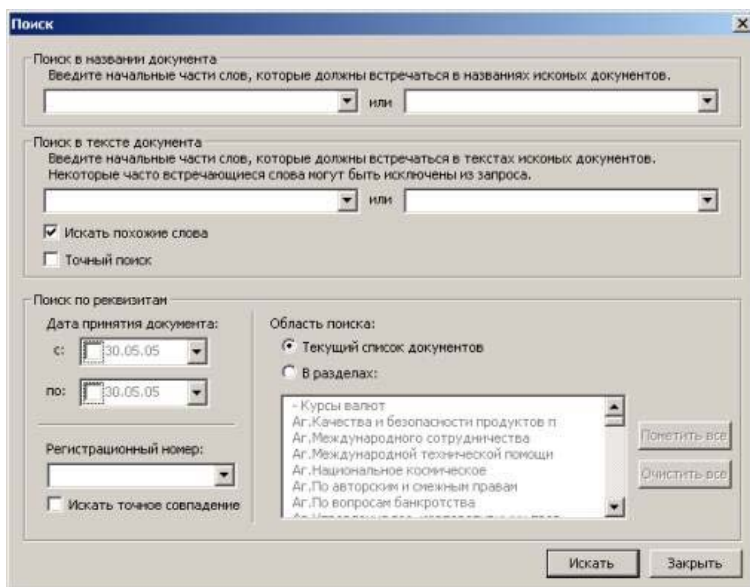 Поиск
Поиск в названии документа
Введите начальные части слов, которые должны встречаться в названиях искомых документов.
или
Поиск в тексте документа
Введите начальные части слов, которые должны встречаться в текстах искомых документов.
Некоторые часто встречающиеся слова могут быть исключены из запроса.
или
Искать похожие слова
Точный поиск
Поиск по реквизитам
Дата принятия документа:
с: 30.05.05
по: 30.05.05
Регистрационный номер:
Искать точное совпадение
Область поиска:
Текущий список документов
В разделах:
- Курсы валют
Аг.Качества и безопасности продуктов п
Аг.Международного сотрудничества
Аг.Международной технической помощи
Аг.Национальное космическое
Аг.По авторским и смежным правам
Аг.По вопросам банкротства
Пометить все
Очистить все
Искать
Закрыть